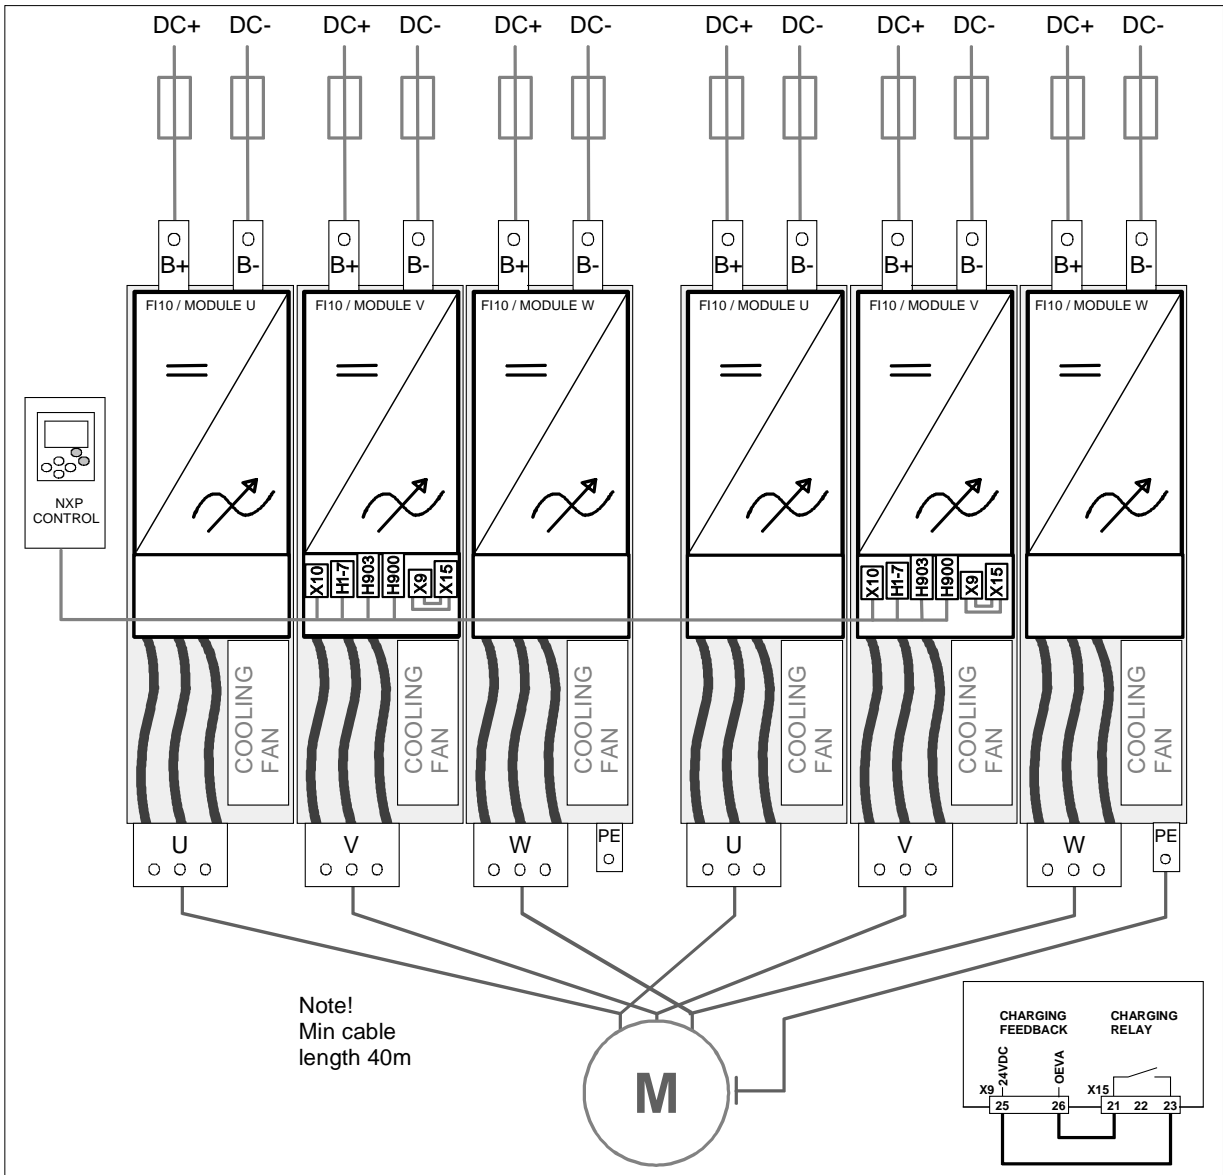 DC+ DC- DC+ DC- DC+ DC- DC+ DC- DC+ DC- DC+ DC-
B+ B- B+ B- B+ B- B+ B- B+ B- B+ B-
FI10 / MODULE U FI10 / MODULE V FI10 / MODULE W FI10 / MODULE U FI10 / MODULE V FI10 / MODULE W
NXP
CONTROL
X10 H1-7 H903 H900 X9 X15 X10 H1-7 H903 H900 X9 X15
COOLING
FAN
COOLING
FAN
COOLING
FAN
COOLING
FAN
COOLING
FAN
COOLING
FAN
U V W PE U V W PE
Note!
Min cable
length 40m
M
CHARGING
FEEDBACK
CHARGING
RELAY
24VDC
OEVA
X9
X15
25 26 21 22 23